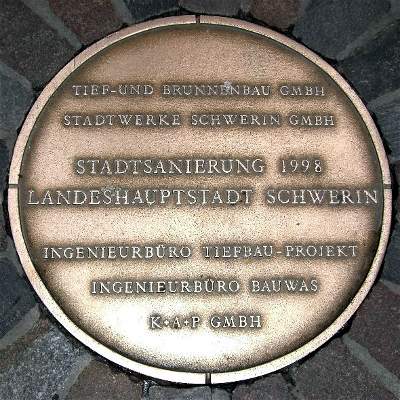 TIEF-UND BRUNNENBAU GMBH
STADTWERKE SCHWERIN GMBH
STADTSANIERUNG 1998
LANDESHAUPTSTADT SCHWERIN
INGENIEURBÜRO TIEFBAU-PROJEKT
INGENIEURBÜRO BAUWAS
K•A•P GMBH